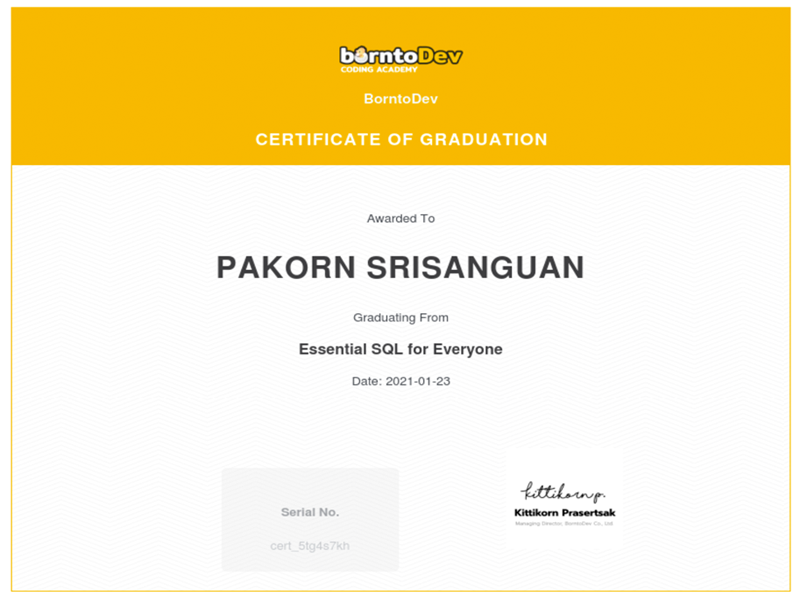 borntoDev
CODING ACADEMY
BorntoDev
CERTIFICATE OF GRADUATION
Awarded To
PAKORN SRISANGUAN
Graduating From
Essential SQL for Everyone
Date: 2021-01-23
Serial No.
cert_5tg4s7kh
kittikorn p.
Kittikorn Prasertsak
Managing Director, BorntoDev Co., Ltd